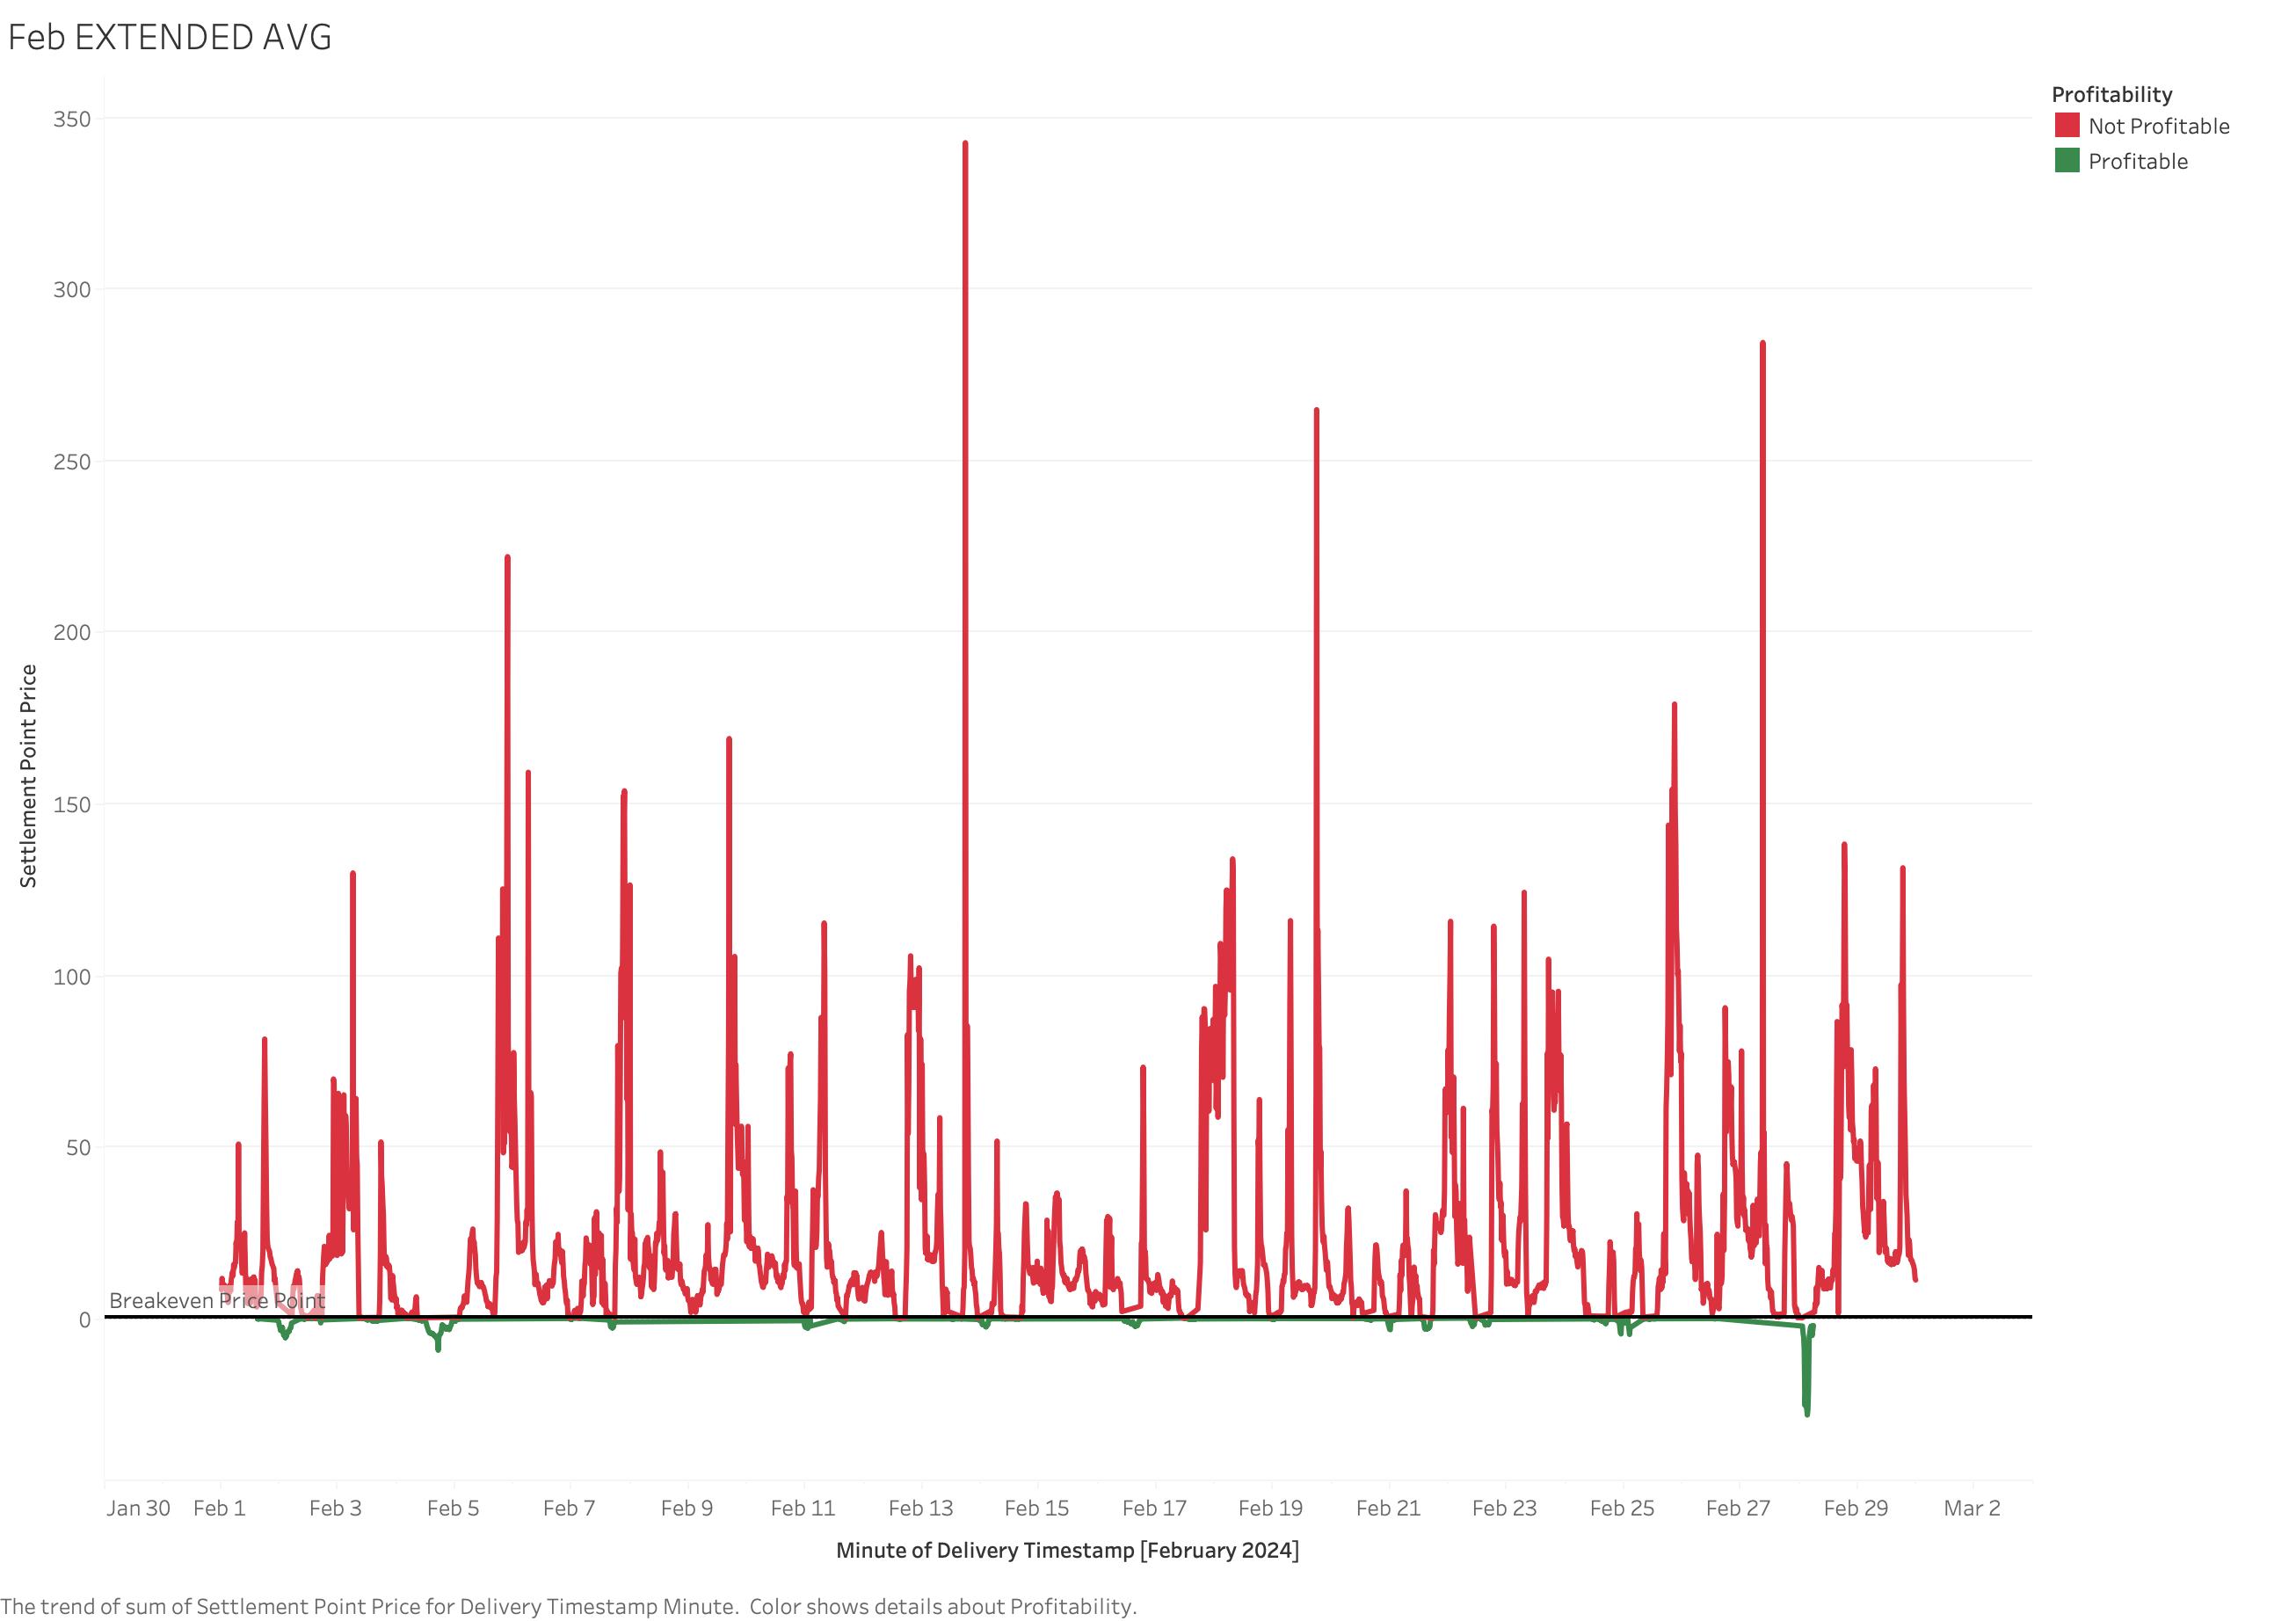 Feb EXTENDED AVG
Profitability
Not Profitable
Profitable
350
300
250
200
150
100
50
0
Settlement Point Price
Breakeven Price Point
Jan 30 Feb 1 Feb 3 Feb 5 Feb 7 Feb 9 Feb 11 Feb 13 Feb 15 Feb 17 Feb 19 Feb 21 Feb 23 Feb 25 Feb 27 Feb 29 Mar 2
Minute of Delivery Timestamp [February 2024]
The trend of sum of Settlement Point Price for Delivery Timestamp Minute. Color shows details about Profitability.